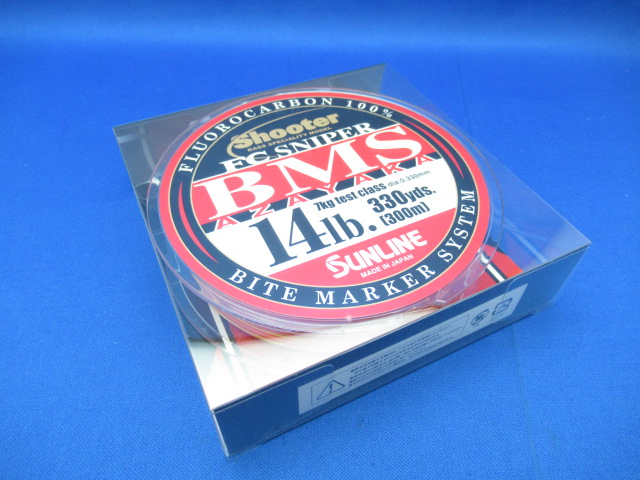 FLUOROCARBON 100%
Shooter
BASS SPECIALITY MODEL
FC SNIPER
BMS
AZAYAKA
7kg test class dia 0.330mm
14lb. 330yds.
(300m)
SUNLINE
MADE IN JAPAN
BITE MARKER SYSTEM